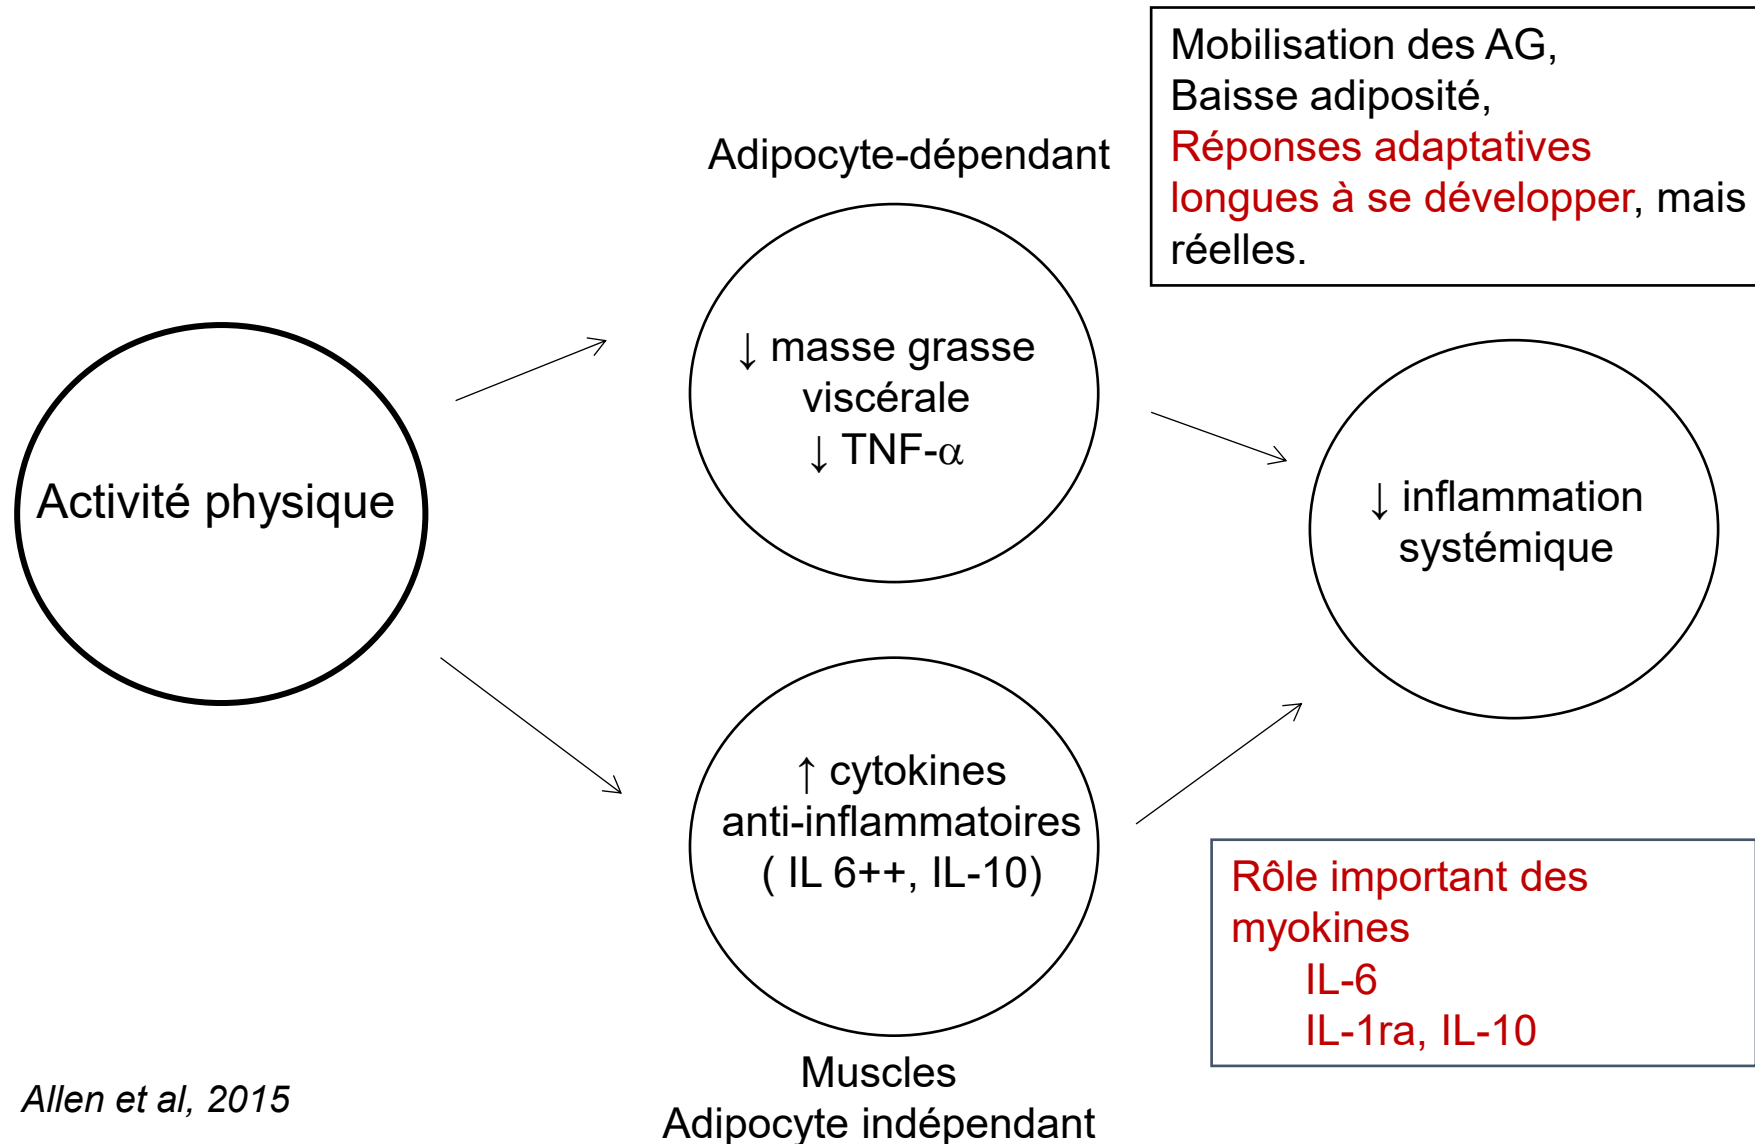 Mobilisation des AG,
Baisse adiposité,
Réponses adaptatives
longues à se développer, mais
réelles.
Adipocyte-dépendant
↓ masse grasse
viscérale
↓ TNF-α
Activité physique
↓ inflammation
systémique
↑ cytokines
anti-inflammatoires
( IL 6++, IL-10)
Rôle important des
myokines
IL-6
IL-1ra, IL-10
Muscles
Adipocyte indépendant
Allen et al, 2015